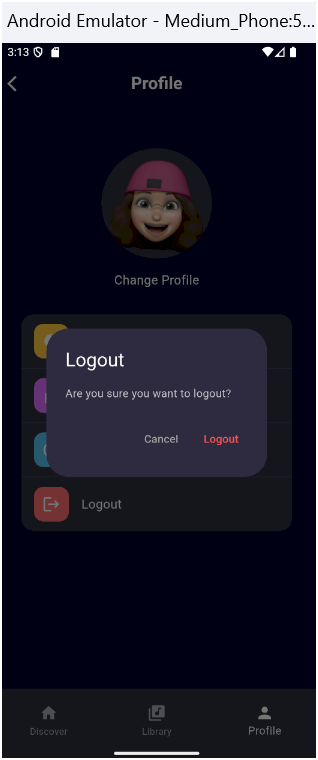 Android Emulator - Medium_Phone:5...
3:13
Profile
Change Profile
Logout
Are you sure you want to logout?
Cancel Logout
Logout
Discover Library Profile